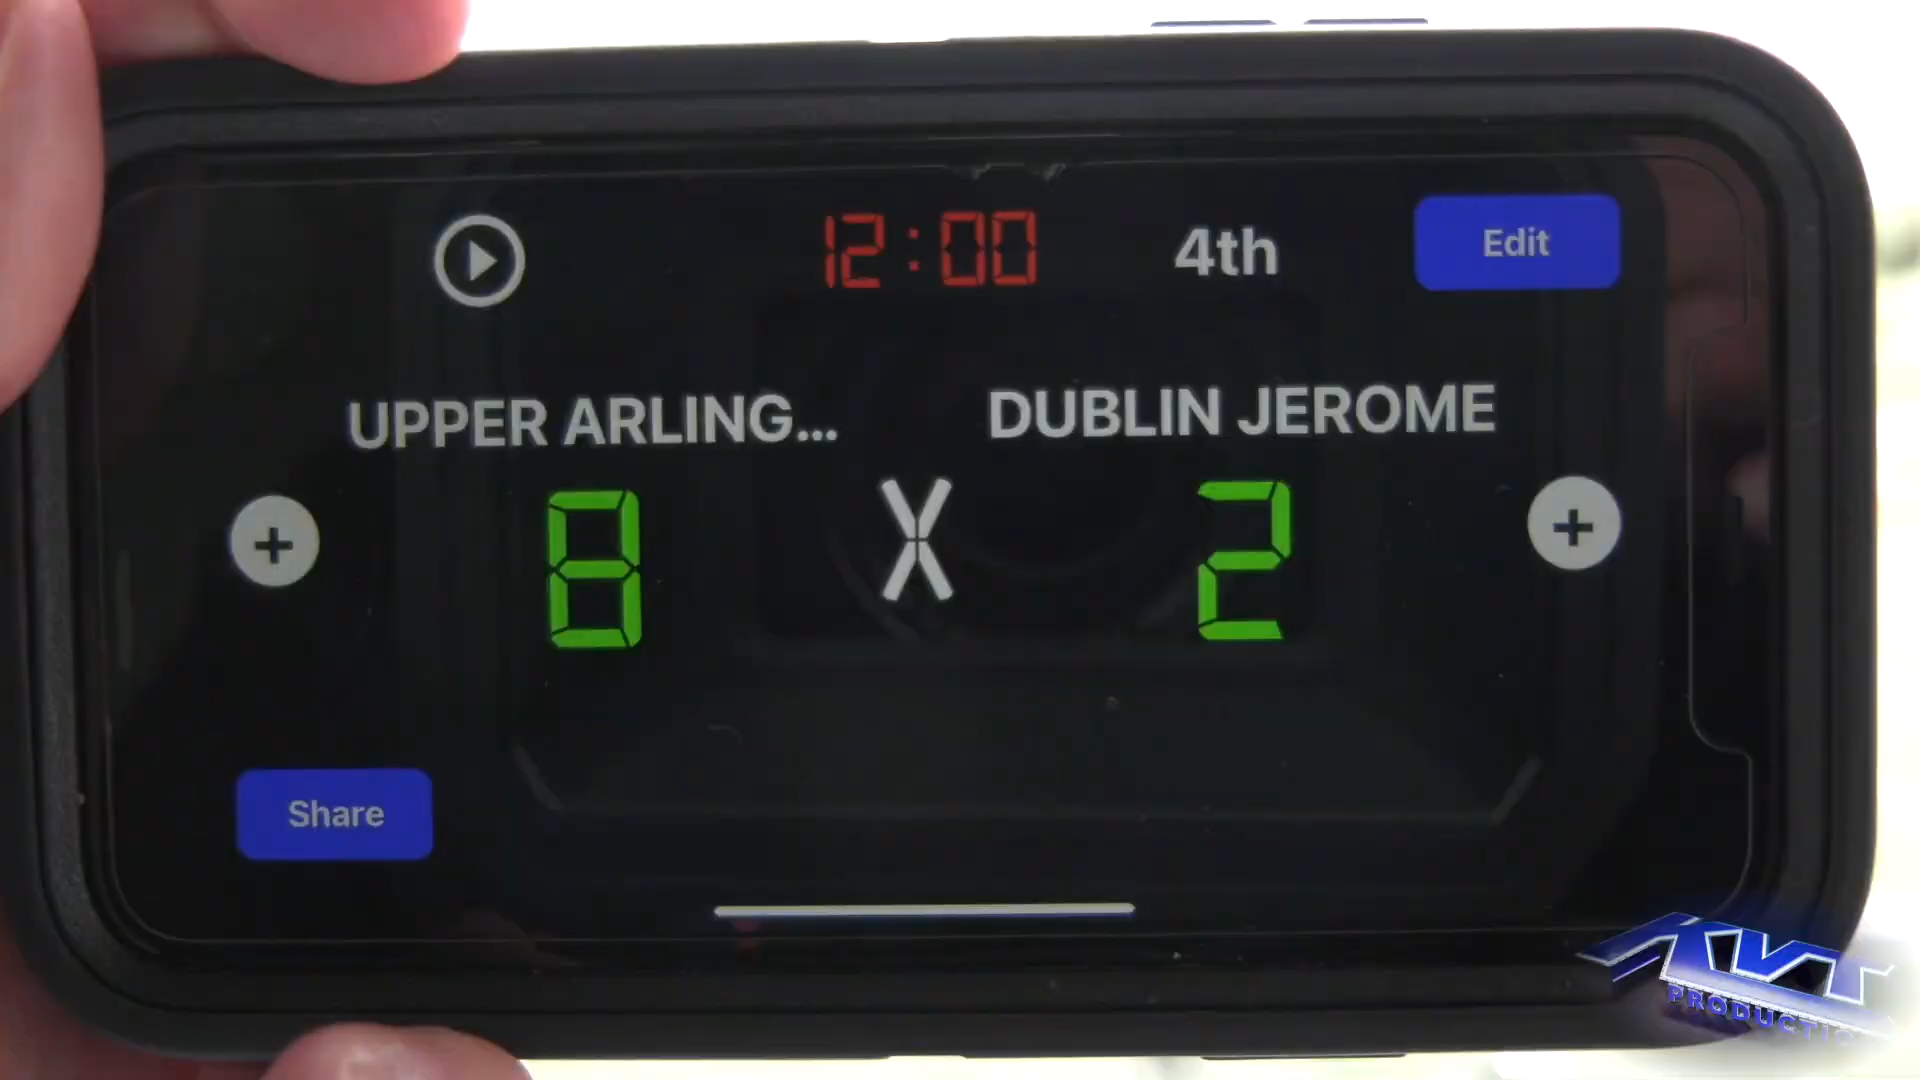 12:00 4th Edit
UPPER ARLING... DUBLIN JEROME
8 X 2
Share